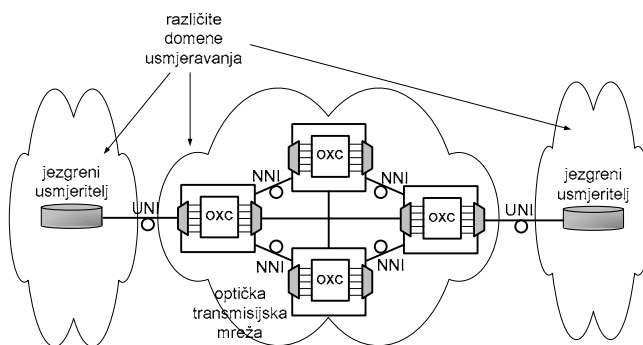 različite
domene
usmjeravanja
jezgreni
usmjeritelj
UNI
OXC
NNI
OXC
NNI
OXC
UNI
jezgreni
usmjeritelj
NNI
OXC
NNI
optička
transmisijska
mreža